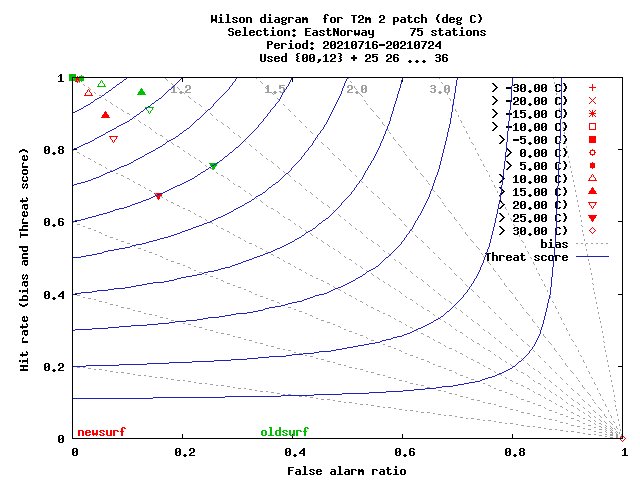 Wilson diagram  for T2m 2 patch (deg C)
Selection: EastNorway     75 stations
Period: 20210716-20210724
Used {00,12} + 25 26 ... 36
1 1.2 1.5 2.0 3.0
> -30.00 C)
> -20.00 C)
> -15.00 C)
> -10.00 C)
> -5.00 C)
> 0.00 C)
> 5.00 C)
> 10.00 C)
> 15.00 C)
> 20.00 C)
> 25.00 C)
> 30.00 C)
bias
Threat score
0.8
0.6
0.4
0.2
0
Hit rate (bias and Threat score)
newsurf oldsurf
0 0.2 0.4 0.6 0.8 1
False alarm ratio